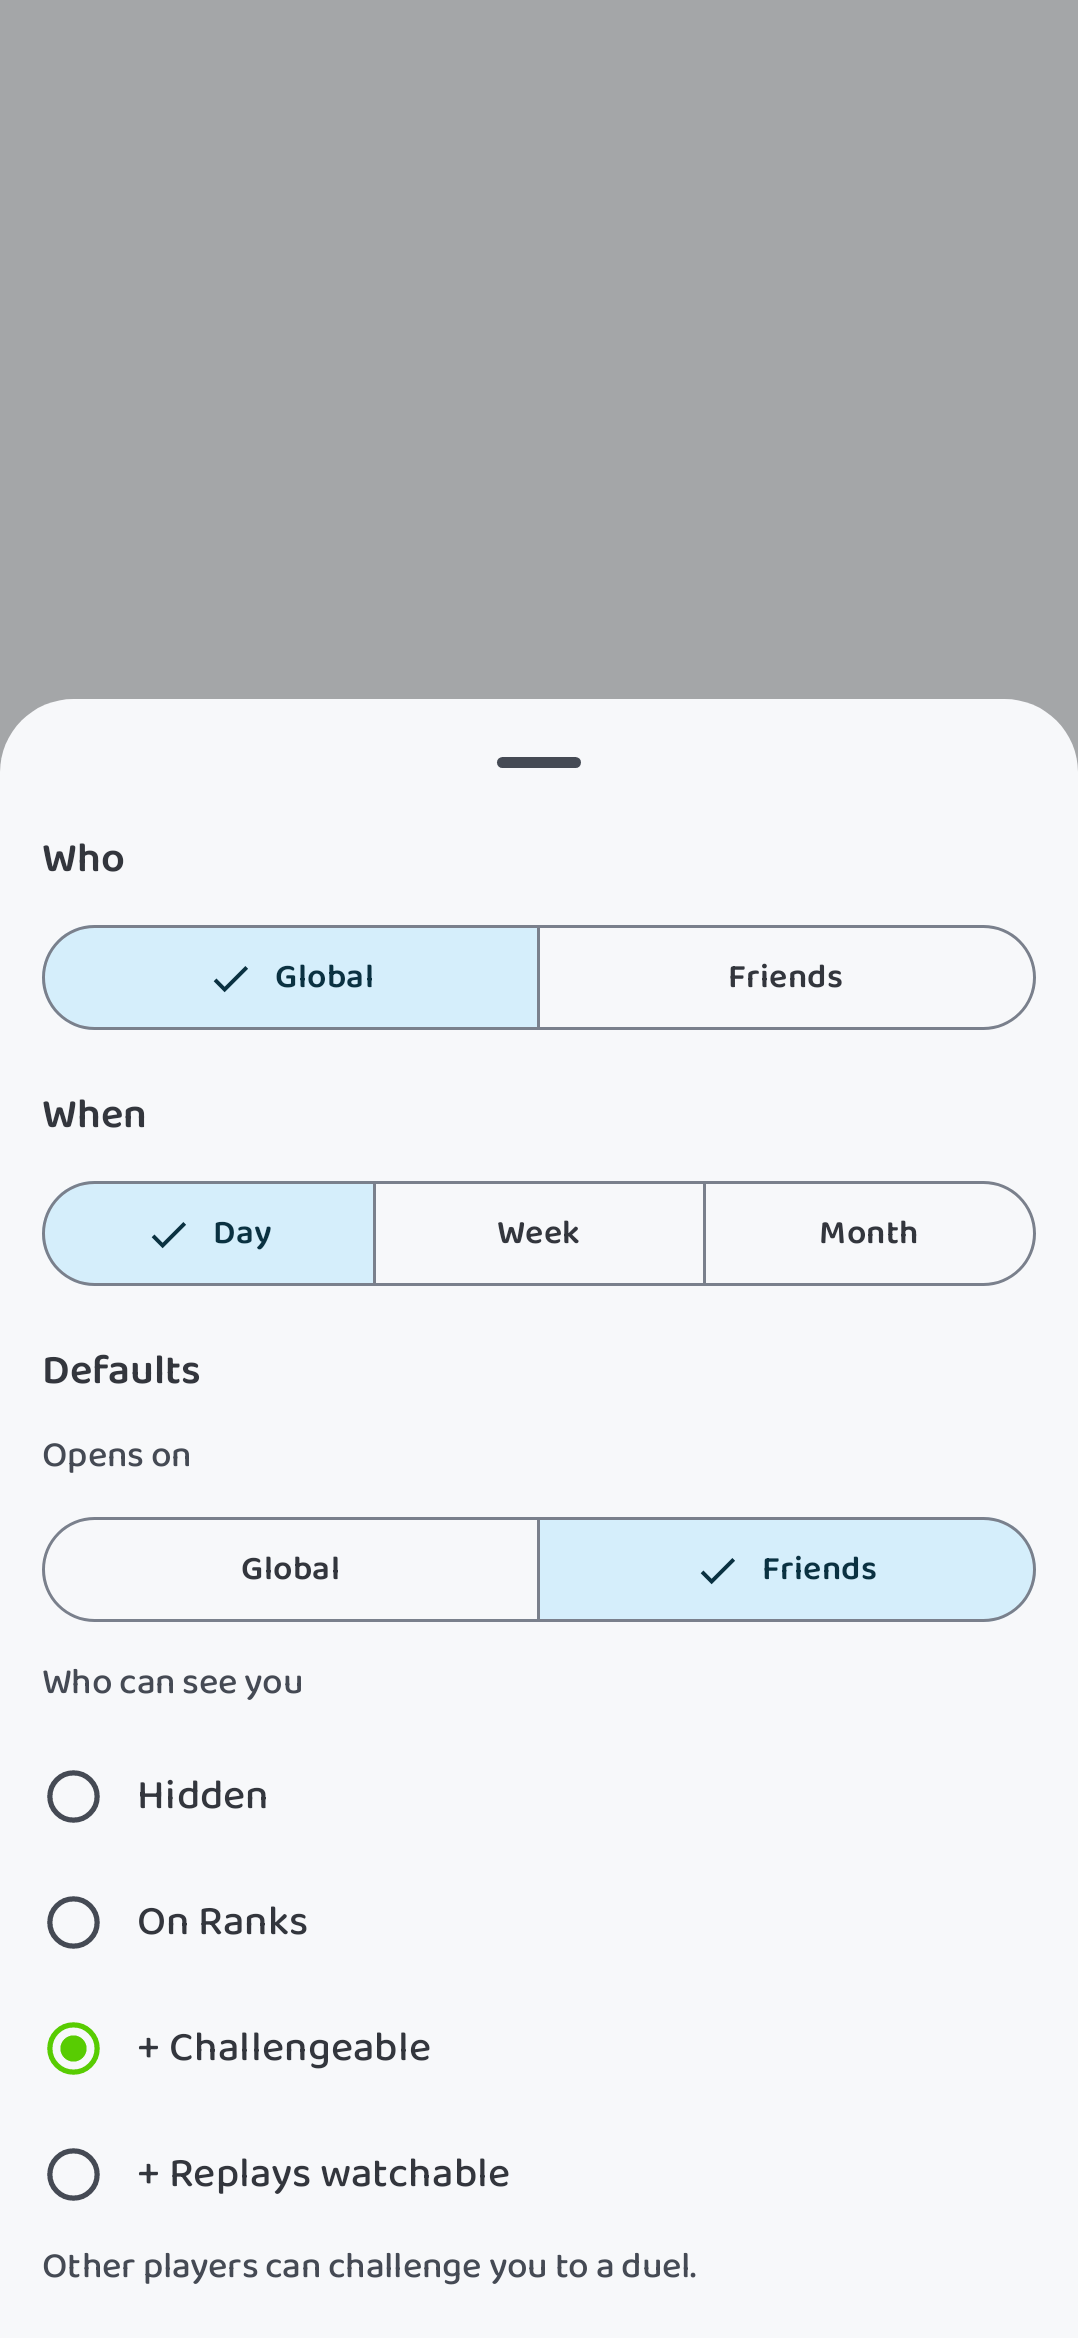 Who
Global
Friends
When
Day
Week
Month
Defaults
Opens on
Global
Friends
Who can see you
Hidden
On Ranks
+ Challengeable
+ Replays watchable
Other players can challenge you to a duel.